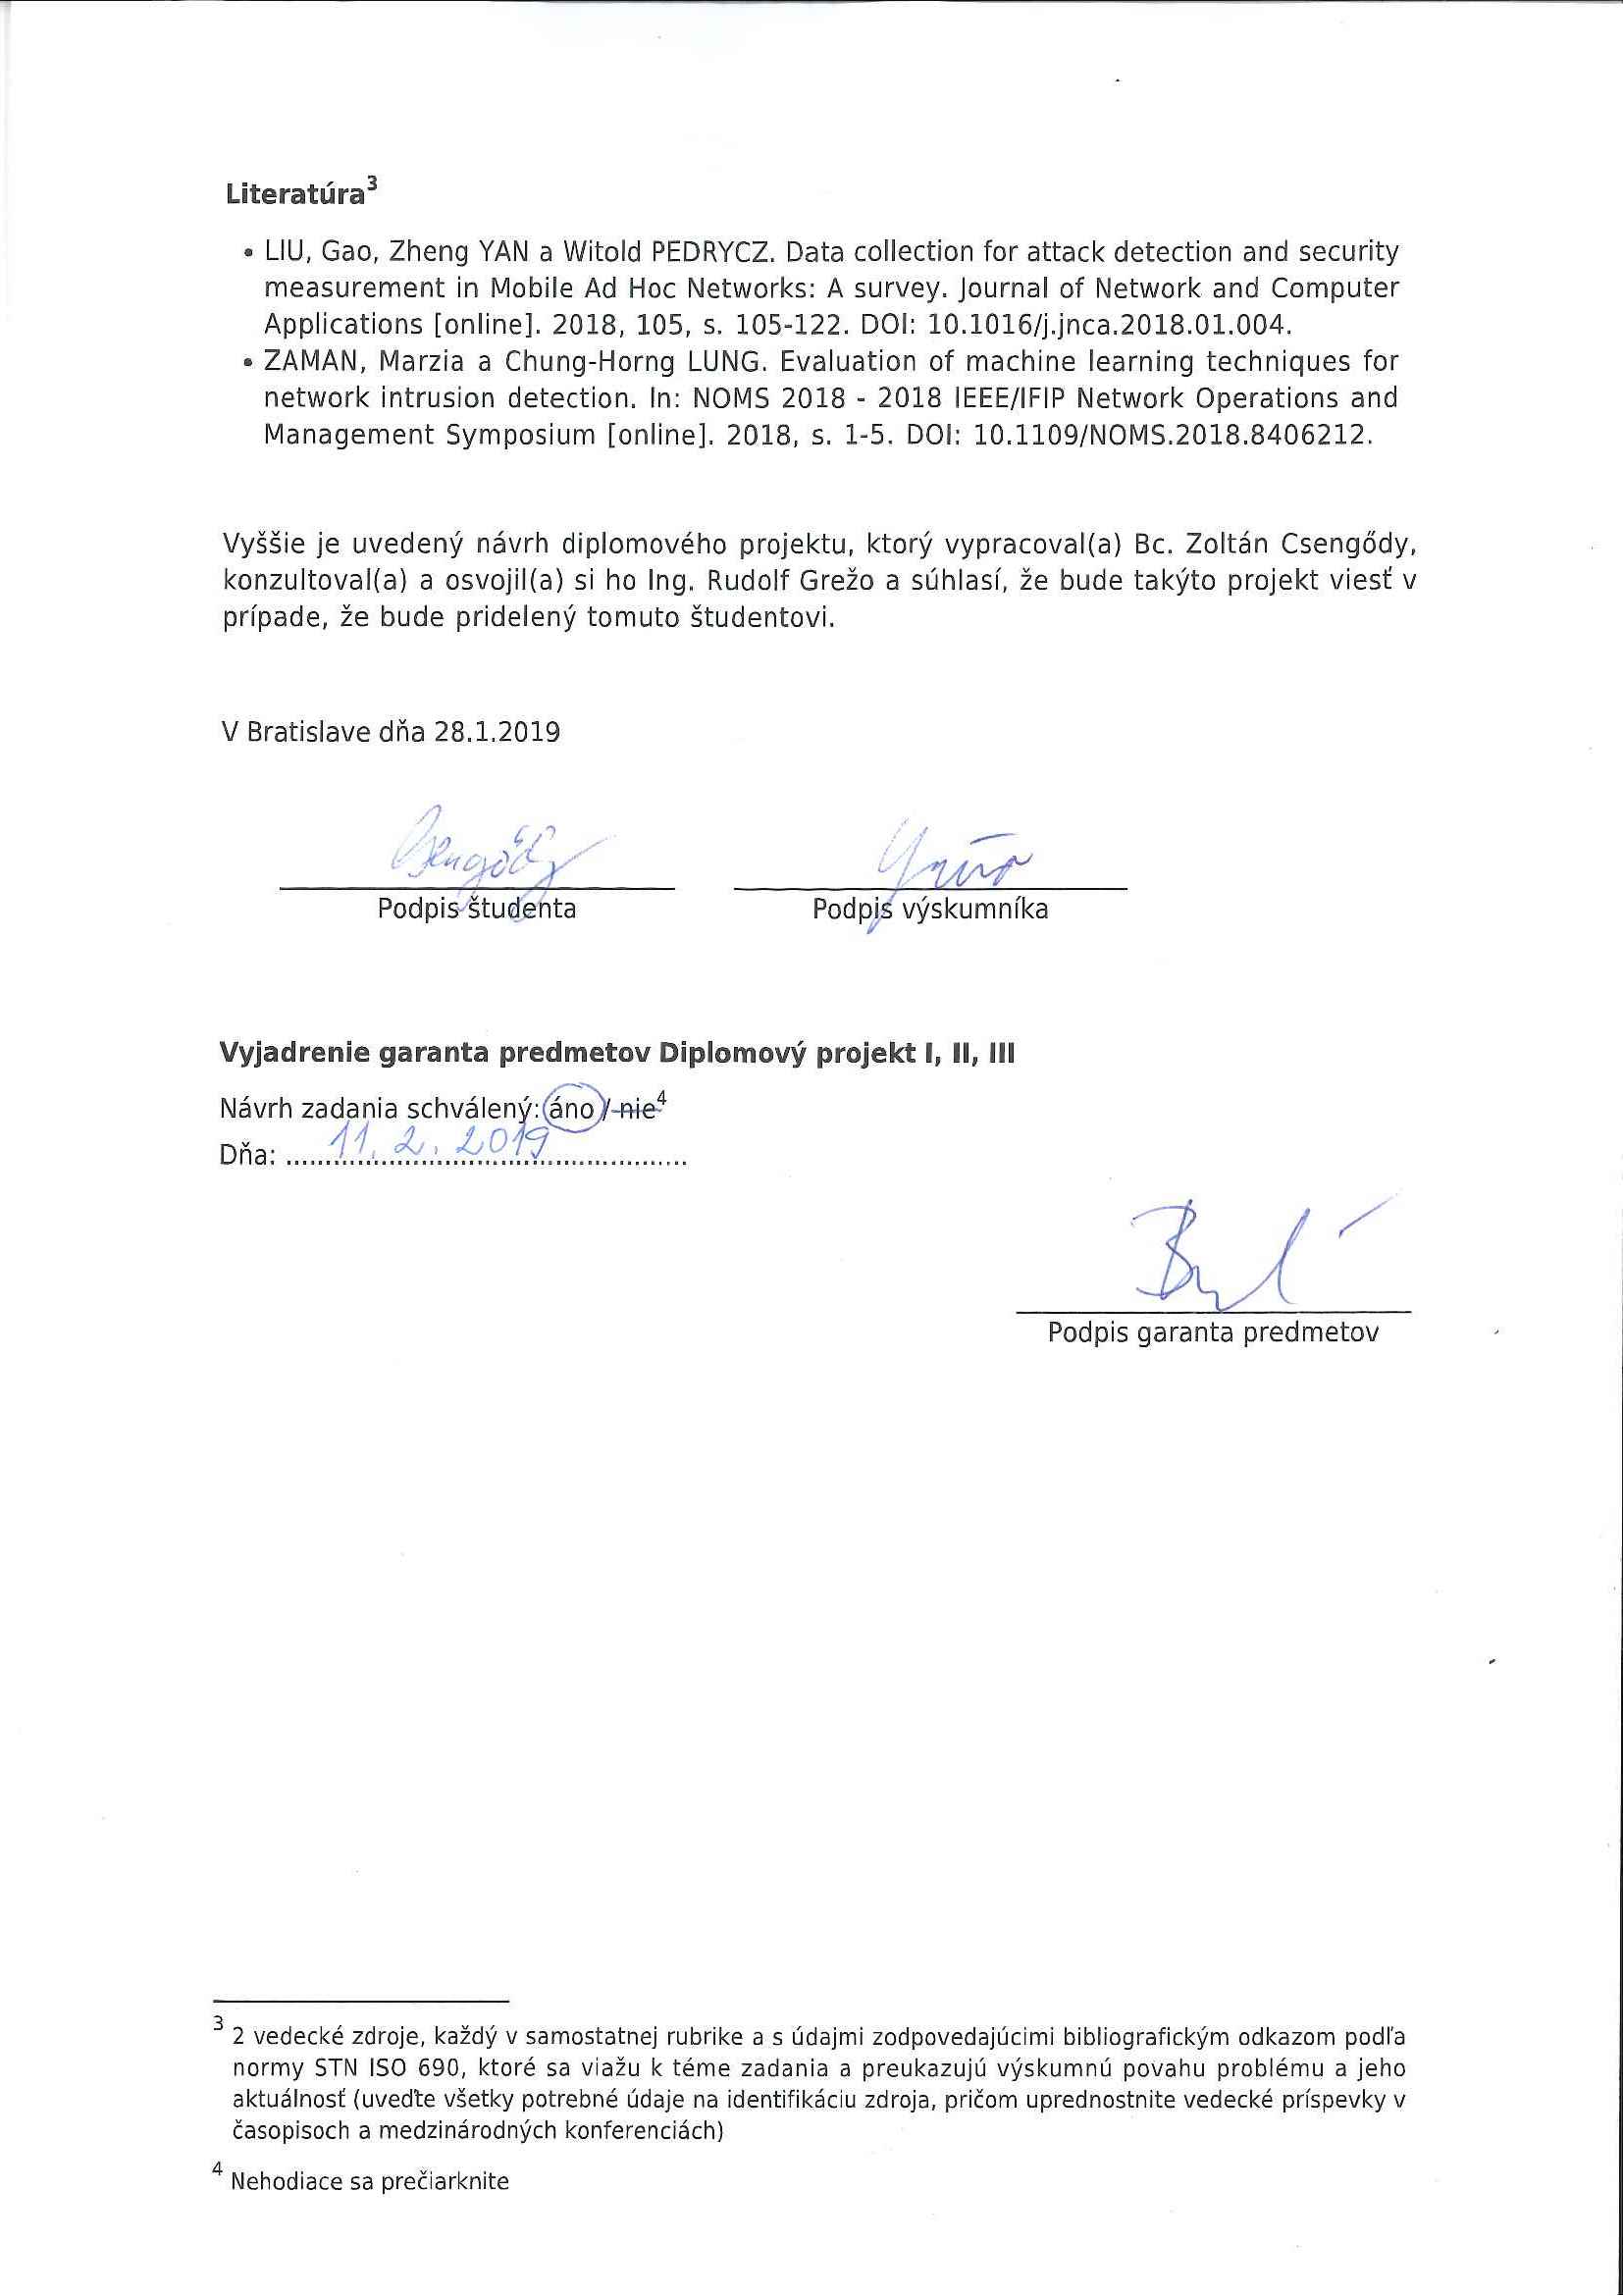 Literatúra³
• LIU, Gao, Zheng YAN a Witold PEDRYCZ. Data collection for attack detection and security
measurement in Mobile Ad Hoc Networks: A survey. Journal of Network and Computer
Applications [online]. 2018, 105, s. 105-122. DOI: 10.1016/j.jnca.2018.01.004.
• ZAMAN, Marzia a Chung-Horng LUNG. Evaluation of machine learning techniques for
network intrusion detection. In: NOMS 2018 - 2018 IEEE/IFIP Network Operations and
Management Symposium [online]. 2018, s. 1-5. DOI: 10.1109/NOMS.2018.8406212.
Vyššie je uvedený návrh diplomového projektu, ktorý vypracoval(a) Bc. Zoltán Csengődy,
konzultoval(a) a osvojil(a) si ho Ing. Rudolf Grežo a súhlasí, že bude takýto projekt viesť v
prípade, že bude pridelený tomuto študentovi.
V Bratislave dňa 28.1.2019
Csengődy
Podpis študenta Podpis výskumníka
Vyjadrenie garanta predmetov Diplomový projekt I, II, III
Návrh zadania schválený: áno / nie⁴
Dňa: 11. 2. 2019
Podpis garanta predmetov
³ 2 vedecké zdroje, každý v samostatnej rubrike a s údajmi zodpovedajúcimi bibliografickým odkazom podľa
normy STN ISO 690, ktoré sa viažu k téme zadania a preukazujú výskumnú povahu problému a jeho
aktuálnosť (uveďte všetky potrebné údaje na identifikáciu zdroja, pričom uprednostnite vedecké príspevky v
časopisoch a medzinárodných konferenciách)
⁴ Nehodiace sa prečiarknite